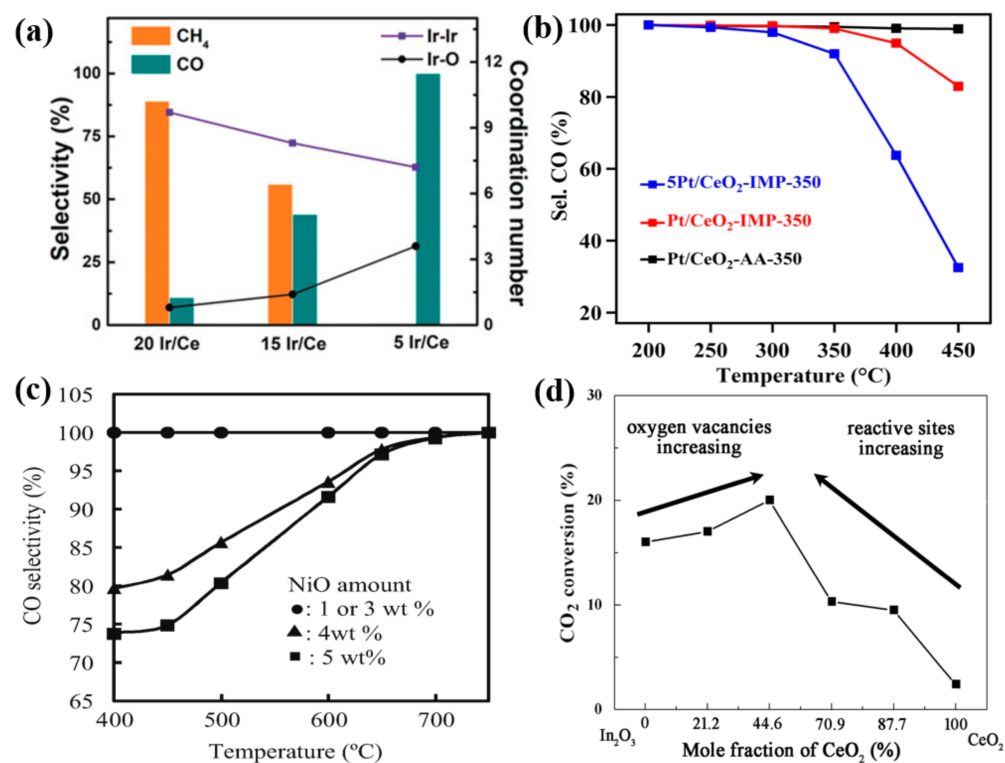 (a)
CH4
CO
Ir-Ir
Ir-O
Selectivity (%)
100
75
50
25
0
12
9
6
3
0
Coordination number
20 Ir/Ce
15 Ir/Ce
5 Ir/Ce
(b)
Sel. CO (%)
100
80
60
40
20
5Pt/CeO2-IMP-350
Pt/CeO2-IMP-350
Pt/CeO2-AA-350
200
250
300
350
400
450
Temperature (°C)
(c)
CO selectivity (%)
105
100
95
90
85
80
75
70
65
NiO amount
: 1 or 3 wt %
: 4wt %
: 5 wt%
400
500
600
700
Temperature (ºC)
(d)
CO2 conversion (%)
30
20
10
0
oxygen vacancies
increasing
reactive sites
increasing
0
21.2
44.6
70.9
87.7
100
In2O3
CeO2
Mole fraction of CeO2 (%)